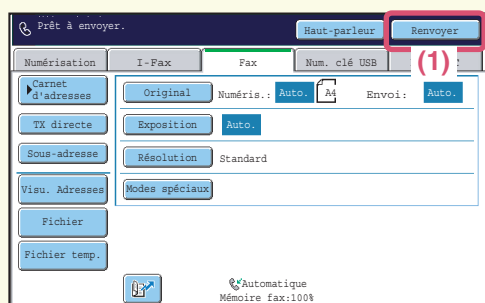 Prêt à envoyer.
Haut-parleur
Renvoyer
Numérisation
I-Fax
Fax
Num. clé USB
(1)
Carnet d'adresses
Original
Numéris.:
Auto.
A4
Envoi:
Auto.
TX directe
Exposition
Auto.
Sous-adresse
Résolution
Standard
Visu. Adresses
Modes spéciaux
Fichier
Fichier temp.
Automatique
Mémoire fax:100%